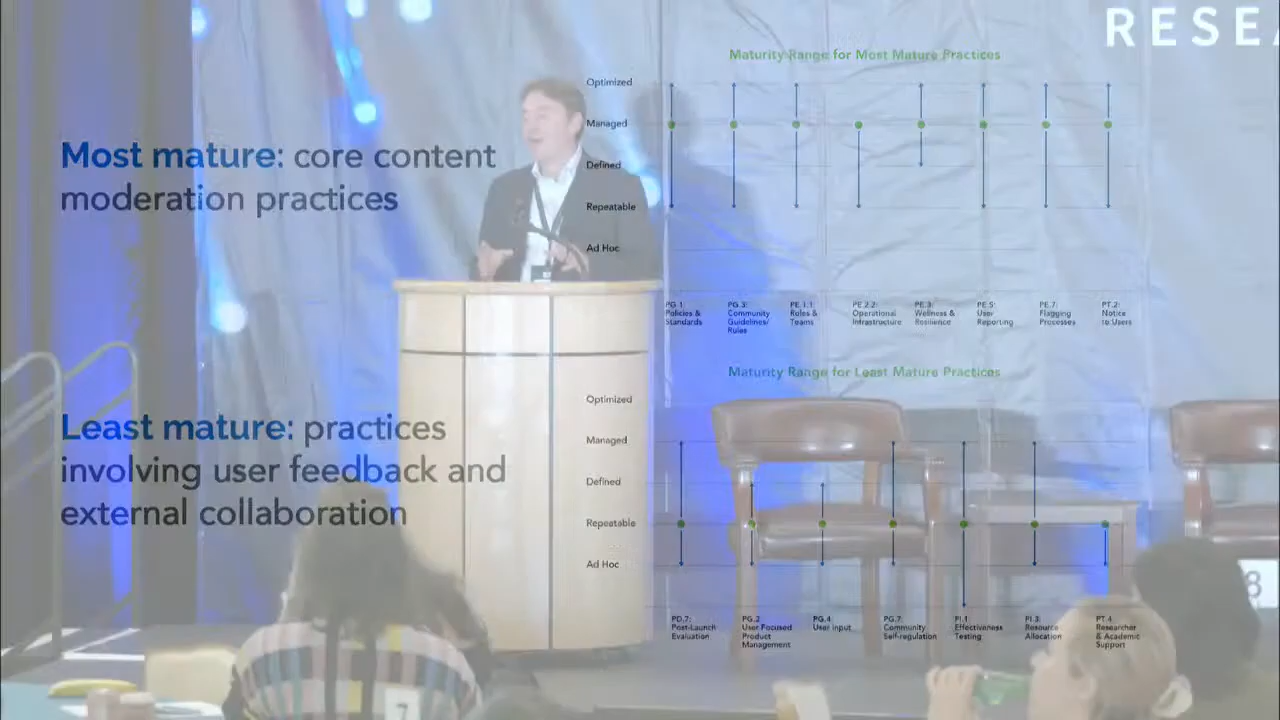 RESEA
Maturity Range for Most Mature Practices
Optimized
Managed
Defined
Repeatable
Ad Hoc
Most mature: core content
moderation practices
PG.1:
Policies &
Standards
PG.3:
Community
Guidelines/
Rules
PE.1.1:
Roles &
Teams
PE.2.2:
Operational
Infrastructure
PE.3:
Wellness &
Resilience
PE.5:
User
Reporting
PE.7:
Flagging
Processes
PT.2:
Notice
to Users
Maturity Range for Least Mature Practices
Optimized
Managed
Defined
Repeatable
Ad Hoc
Least mature: practices
involving user feedback and
external collaboration
PD.7:
Post-Launch
Evaluation
PG.2
User Focused
Product
Management
PG.4
User input
PG.7:
Community
Self-regulation
PI.1
Effectiveness
Testing
PI.3:
Resource
Allocation
PT.4
Researcher
& Academic
Support
8
7